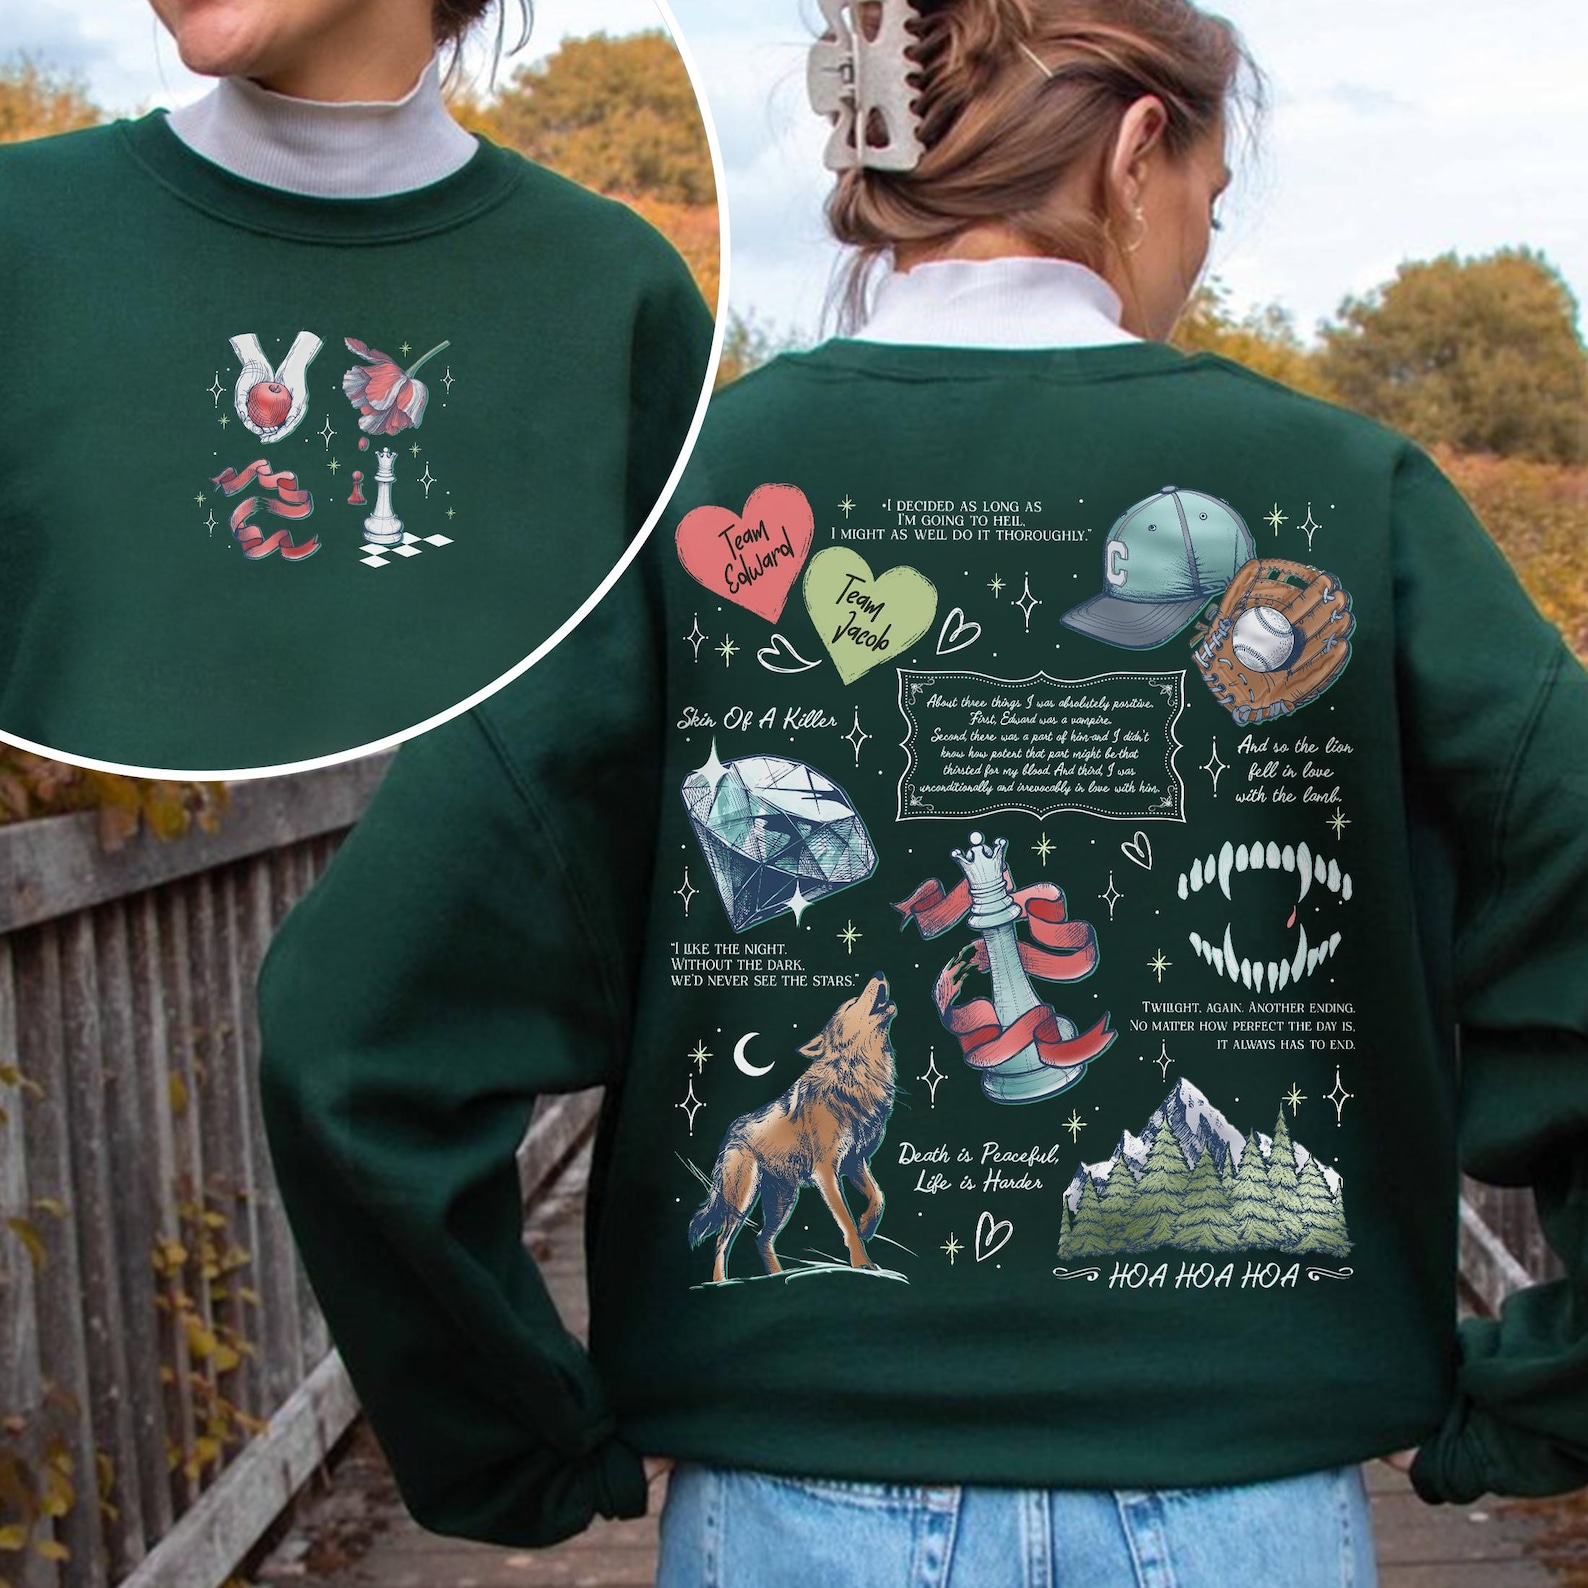 Team
Edward
Team
Jacob
"I DECIDED AS LONG AS
I'M GOING TO HELL,
I MIGHT AS WELL DO IT THOROUGHLY."
C
About three things I was absolutely positive.
First, Edward was a vampire.
Second, there was a part of him-and I didn't
know how potent that part might be-that
thirsted for my blood. And third, I was
unconditionally and irrevocably in love with him.
Skin Of A Killer
And so the lion
fell in love
with the lamb.
"I LIKE THE NIGHT.
WITHOUT THE DARK,
WE'D NEVER SEE THE STARS."
TWILIGHT, AGAIN. ANOTHER ENDING.
NO MATTER HOW PERFECT THE DAY IS,
IT ALWAYS HAS TO END.
Death is Peaceful,
Life is Harder
HOA HOA HOA